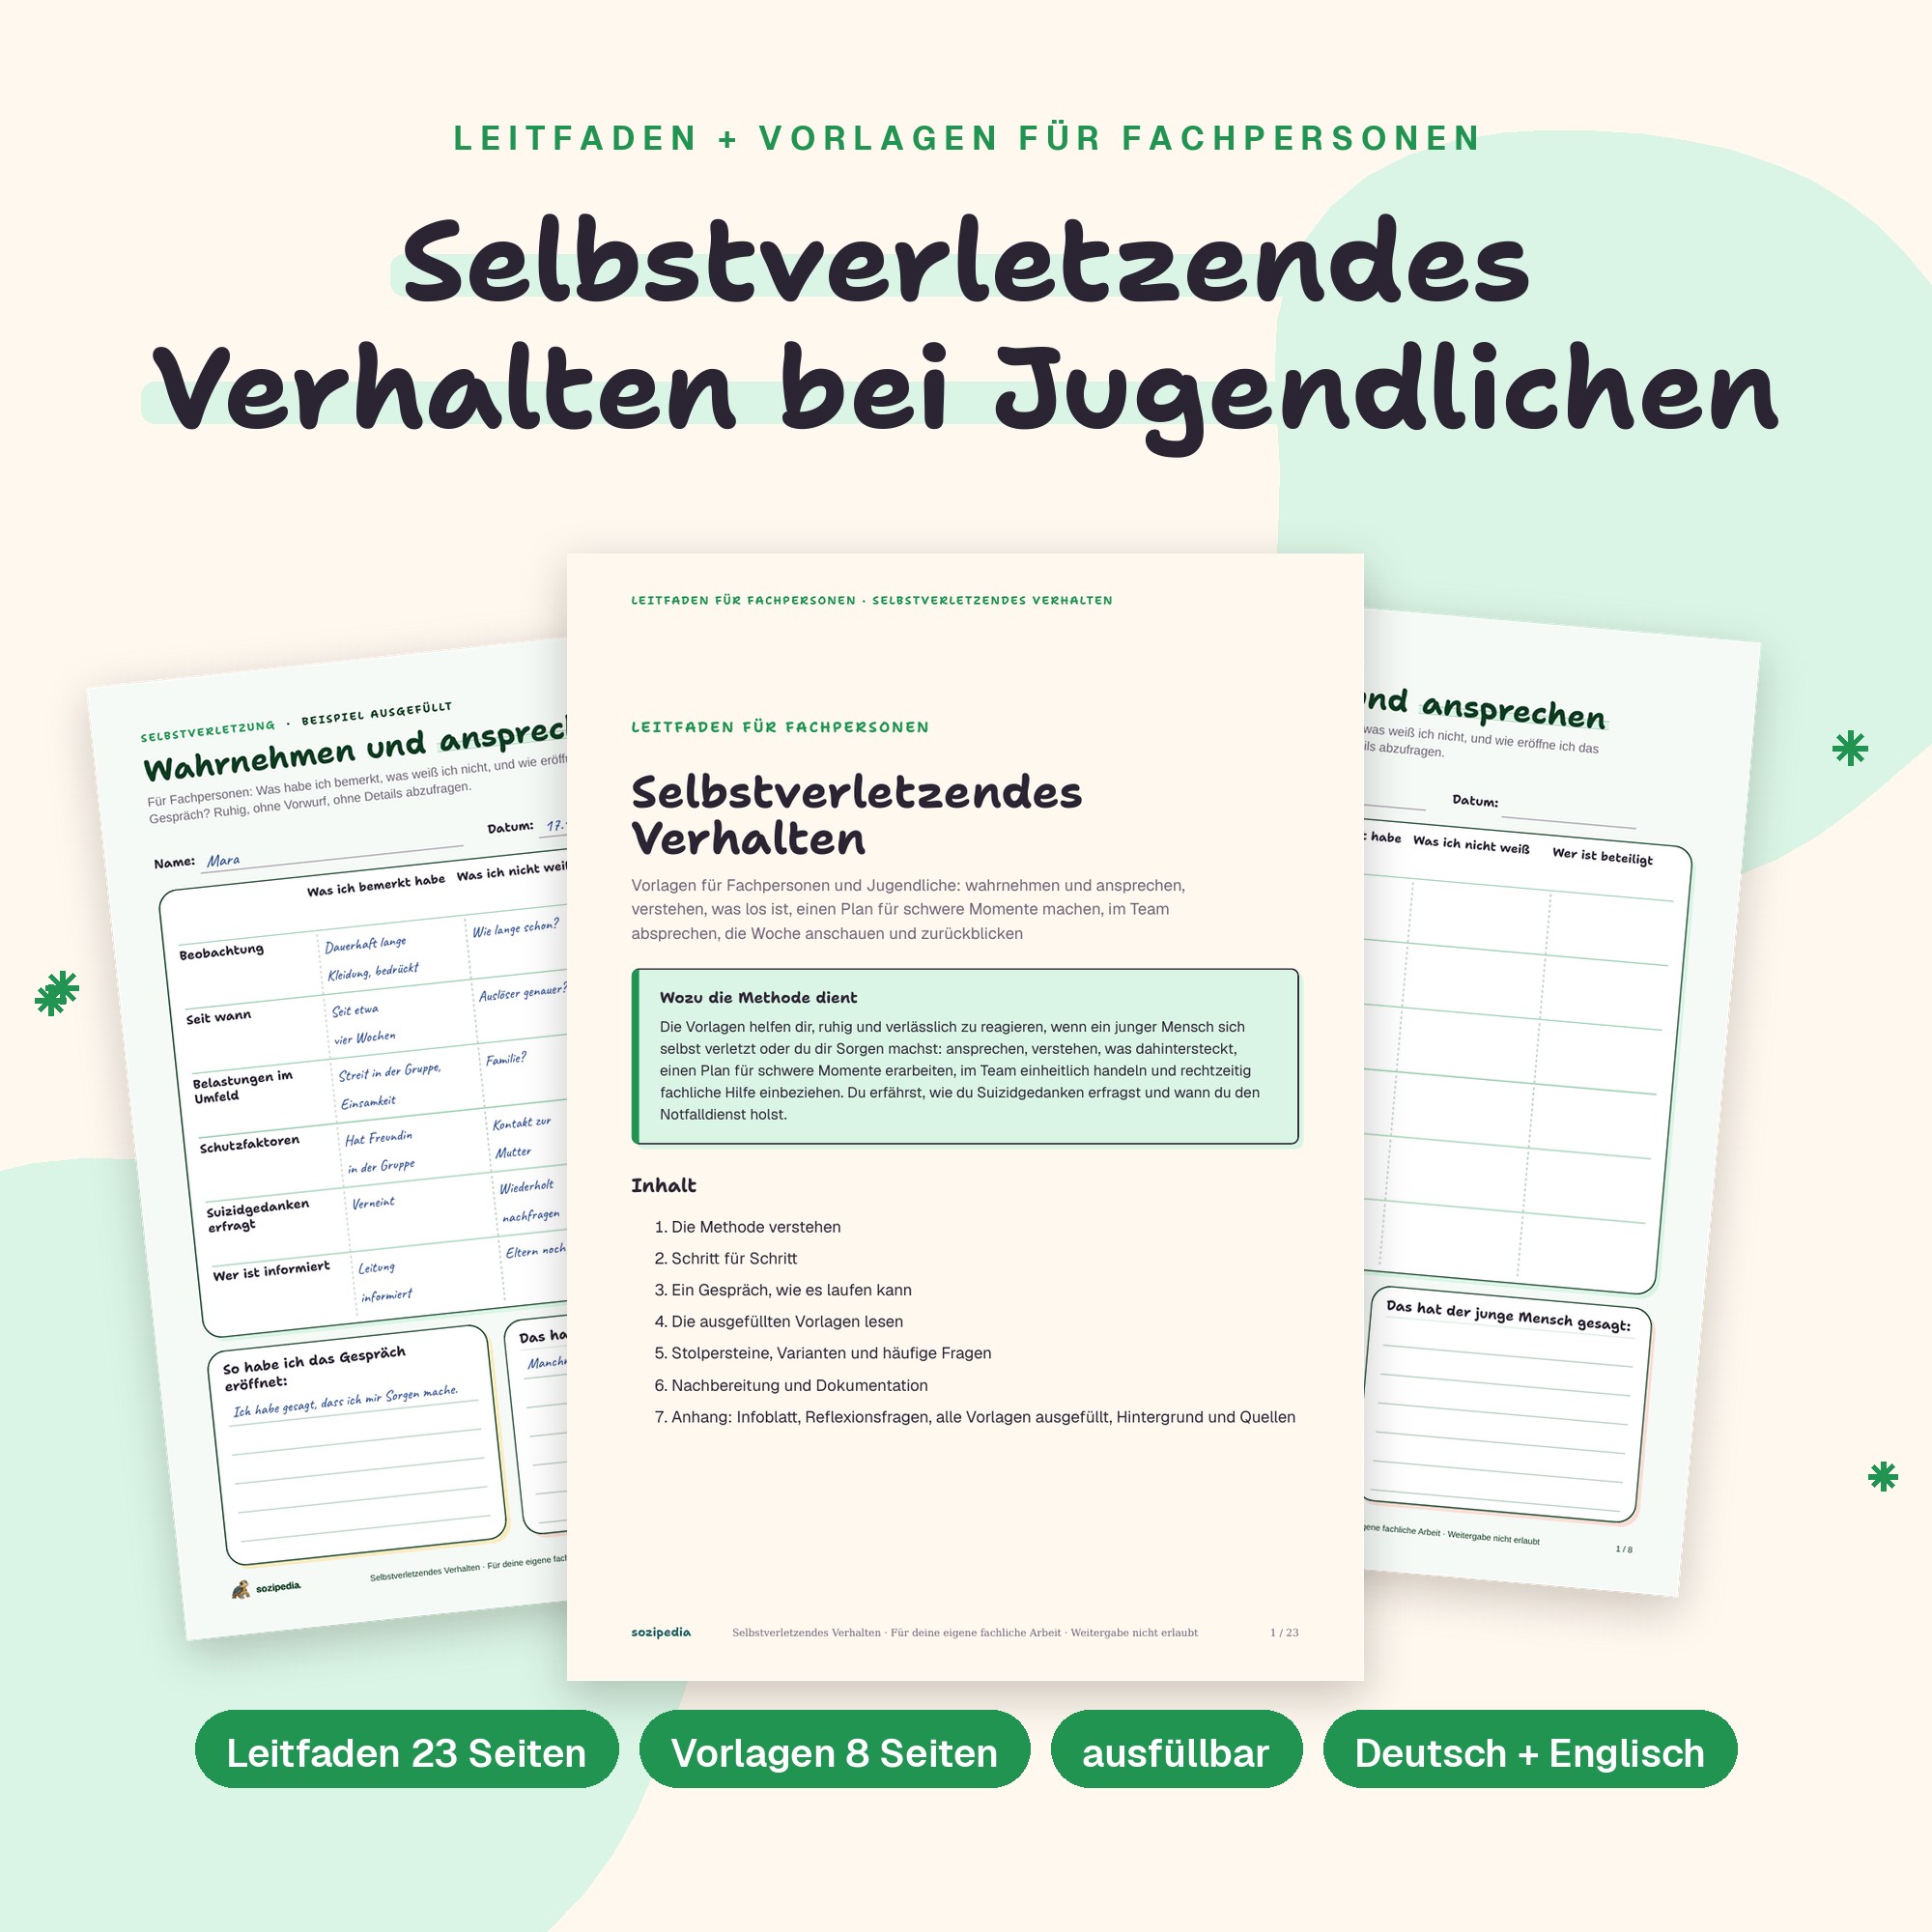 LEITFADEN + VORLAGEN FÜR FACHPERSONEN
Selbstverletzendes
Verhalten bei Jugendlichen
SELBSTVERLETZUNG · BEISPIEL AUSGEFÜLLT
Wahrnehmen und
Für Fachpersonen: Was habe ich bemerkt, was weiß ich nicht, und wie
Gespräch? Ruhig, ohne Vorwurf, ohne Details abzufragen.
Name: Mara
Datum: 17.
Was ich bemerkt habe
Was ich nicht
Beobachtung
Dauerhaft lange
Kleidung, bedrückt
Wie lange schon?
Seit wann
Seit etwa
vier Wochen
Auslöser genauer?
Belastungen im
Umfeld
Streit in der Gruppe,
Einsamkeit
Familie?
Schutzfaktoren
Hat Freundin
in der Gruppe
Kontakt zur
Mutter
Suizidgedanken
erfragt
Verneint
Wiederholt
nachfragen
Wer ist informiert
Leitung
informiert
Eltern noch
So habe ich das Gespräch
eröffnet:
Ich habe gesagt, dass ich mir Sorgen mache.
Das
sozipedia
Selbstverletzendes Verhalten · Für deine eigene
LEITFADEN FÜR FACHPERSONEN · SELBSTVERLETZENDES VERHALTEN
LEITFADEN FÜR FACHPERSONEN
Selbstverletzendes
Verhalten
Vorlagen für Fachpersonen und Jugendliche: wahrnehmen und ansprechen,
verstehen, was los ist, einen Plan für schwere Momente machen, im Team
absprechen, die Woche anschauen und zurückblicken
Wozu die Methode dient
Die Vorlagen helfen dir, ruhig und verlässlich zu reagieren, wenn ein junger Mensch sich
selbst verletzt oder du dir Sorgen machst: ansprechen, verstehen, was dahintersteckt,
einen Plan für schwere Momente erarbeiten, im Team einheitlich handeln und rechtzeitig
fachliche Hilfe einbeziehen. Du erfährst, wie du Suizidgedanken erfragst und wann du den
Notfalldienst holst.
Inhalt
1. Die Methode verstehen
2. Schritt für Schritt
3. Ein Gespräch, wie es laufen kann
4. Die ausgefüllten Vorlagen lesen
5. Stolpersteine, Varianten und häufige Fragen
6. Nachbereitung und Dokumentation
7. Anhang: Infoblatt, Reflexionsfragen, alle Vorlagen ausgefüllt, Hintergrund und Quellen
sozipedia
Selbstverletzendes Verhalten · Für deine eigene fachliche Arbeit · Weitergabe nicht erlaubt
1 / 23
ansprechen
was weiß ich nicht, und wie eröffne ich das
abzufragen.
Datum:
habe
Was ich nicht weiß
Wer ist beteiligt
Das hat der junge Mensch gesagt:
fachliche Arbeit · Weitergabe nicht erlaubt
1 / 8
Leitfaden 23 Seiten
Vorlagen 8 Seiten
ausfüllbar
Deutsch + Englisch